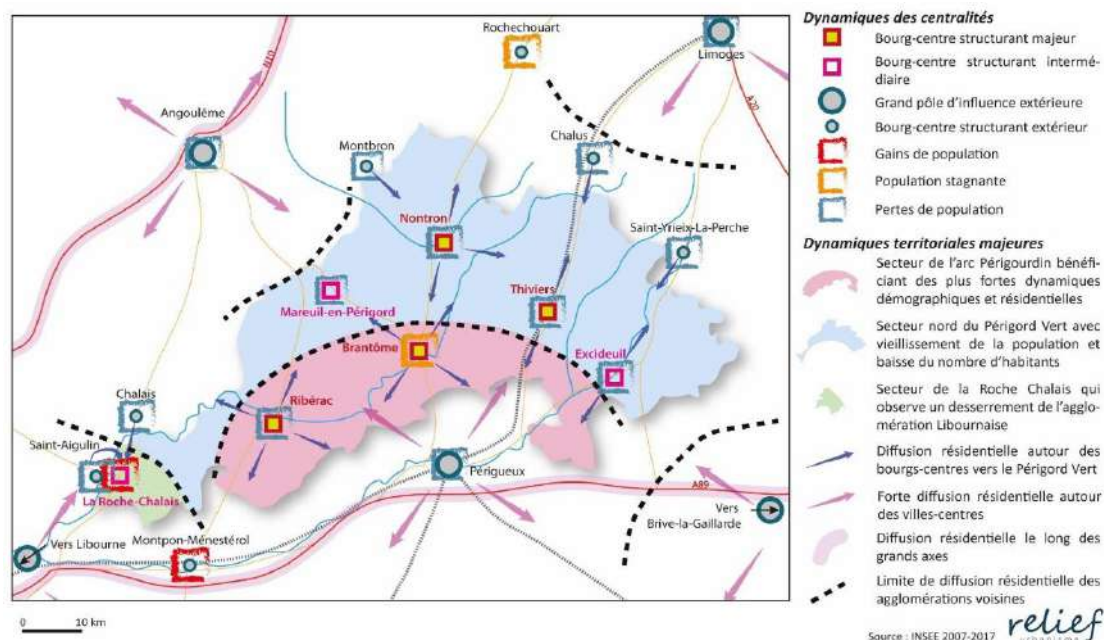 Rochechouart
Limoges
N10
A20
Angoulême
Montbron
Chalus
Nontron
Saint-Yrieix-La-Perche
Thiviers
Mareuil-en-Périgord
Brantôme
Excideuil
Chalais
Ribérac
Saint-Aigulin
Périgueux
La Roche-Chalais
A89
Vers
Brive-la-Gaillarde
Vers Libourne
Montpon-Ménestérol
0 10 km
Dynamiques des centralités
Bourg-centre structurant majeur
Bourg-centre structurant intermé-
diaire
Grand pôle d'influence extérieure
Bourg-centre structurant extérieur
Gains de population
Population stagnante
Pertes de population
Dynamiques territoriales majeures
Secteur de l'arc Périgourdin bénéfi-
ciant des plus fortes dynamiques
démographiques et résidentielles
Secteur nord du Périgord Vert avec
vieillissement de la population et
baisse du nombre d'habitants
Secteur de la Roche Chalais qui
observe un desserrement de l'agglo-
mération Libournaise
Diffusion résidentielle autour des
bourgs-centres vers le Périgord Vert
Forte diffusion résidentielle autour
des villes-centres
Diffusion résidentielle le long des
grands axes
Limite de diffusion résidentielle des
agglomérations voisines
Source : INSEE 2007-2017
relief
urbanisme